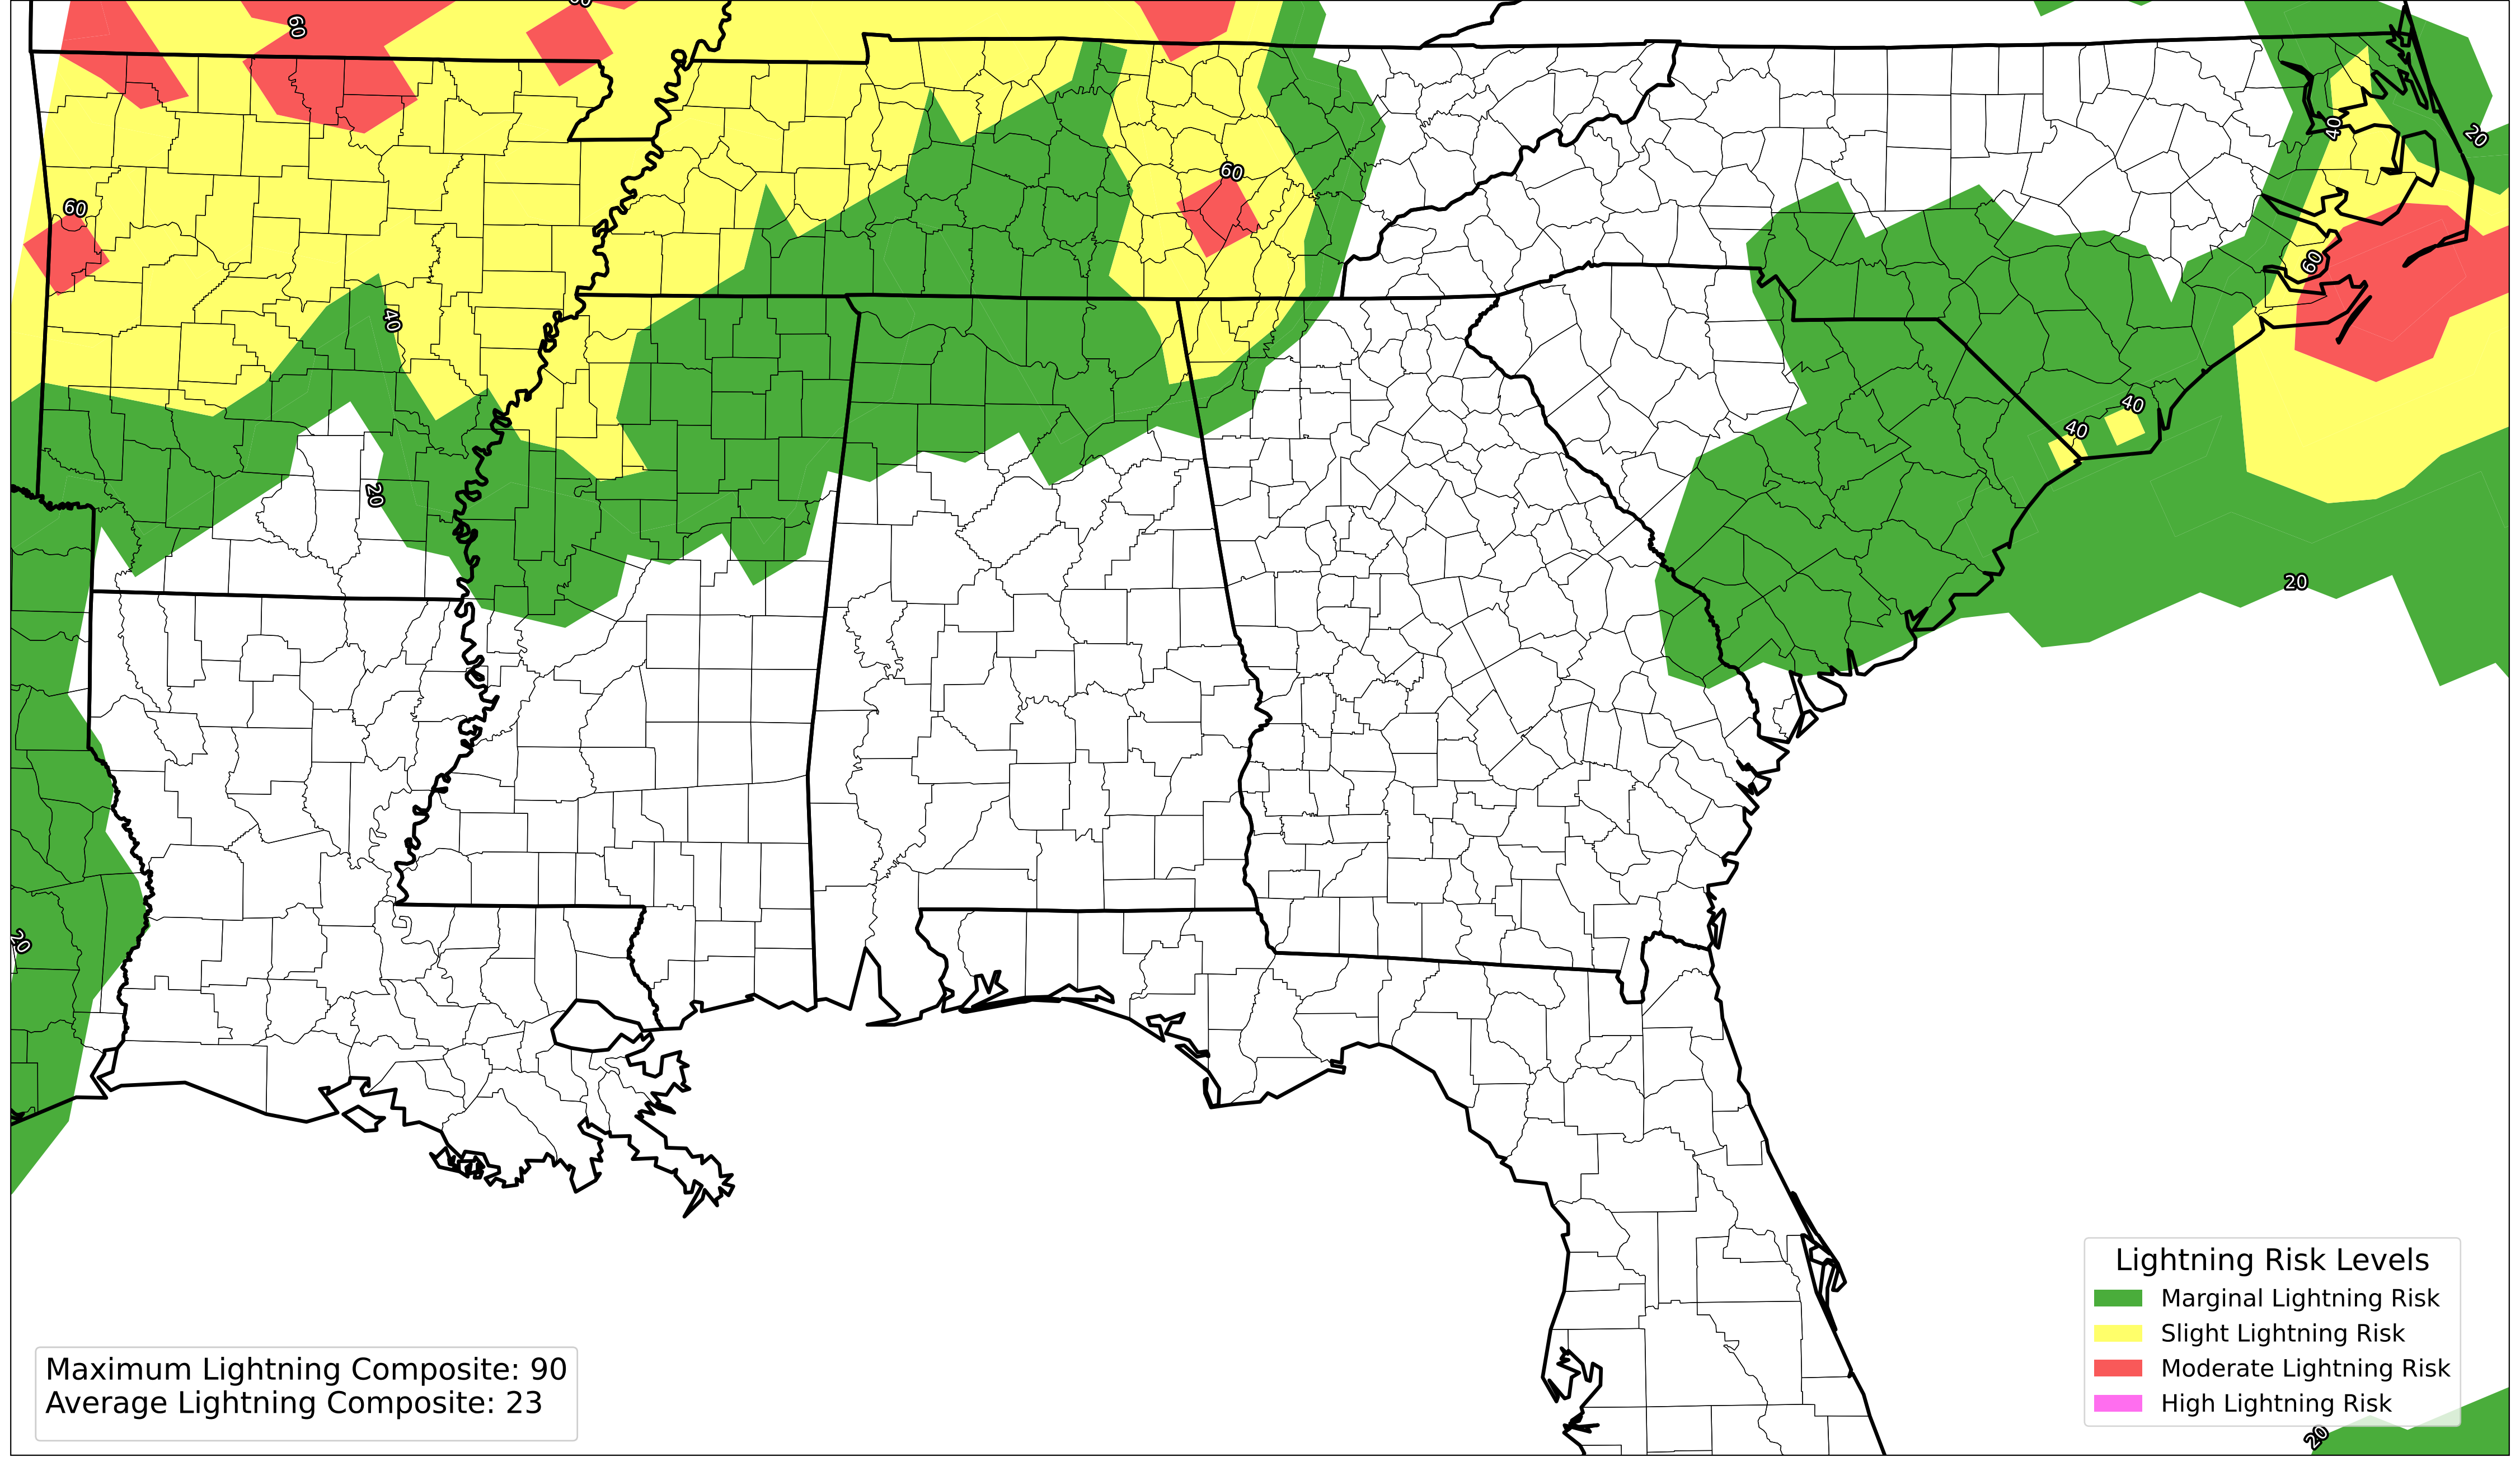 60
60
20
40
60
60
60
40
40
40
20
20
20
Lightning Risk Levels
Marginal Lightning Risk
Slight Lightning Risk
Moderate Lightning Risk
High Lightning Risk
Maximum Lightning Composite: 90
Average Lightning Composite: 23
20